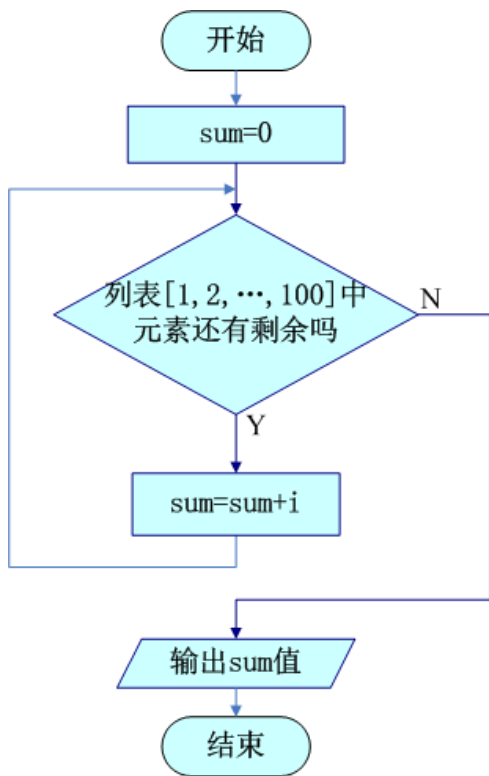 开始
sum=0
列表[1,2,…,100]中
元素还有剩余吗
N
Y
sum=sum+i
输出sum值
结束